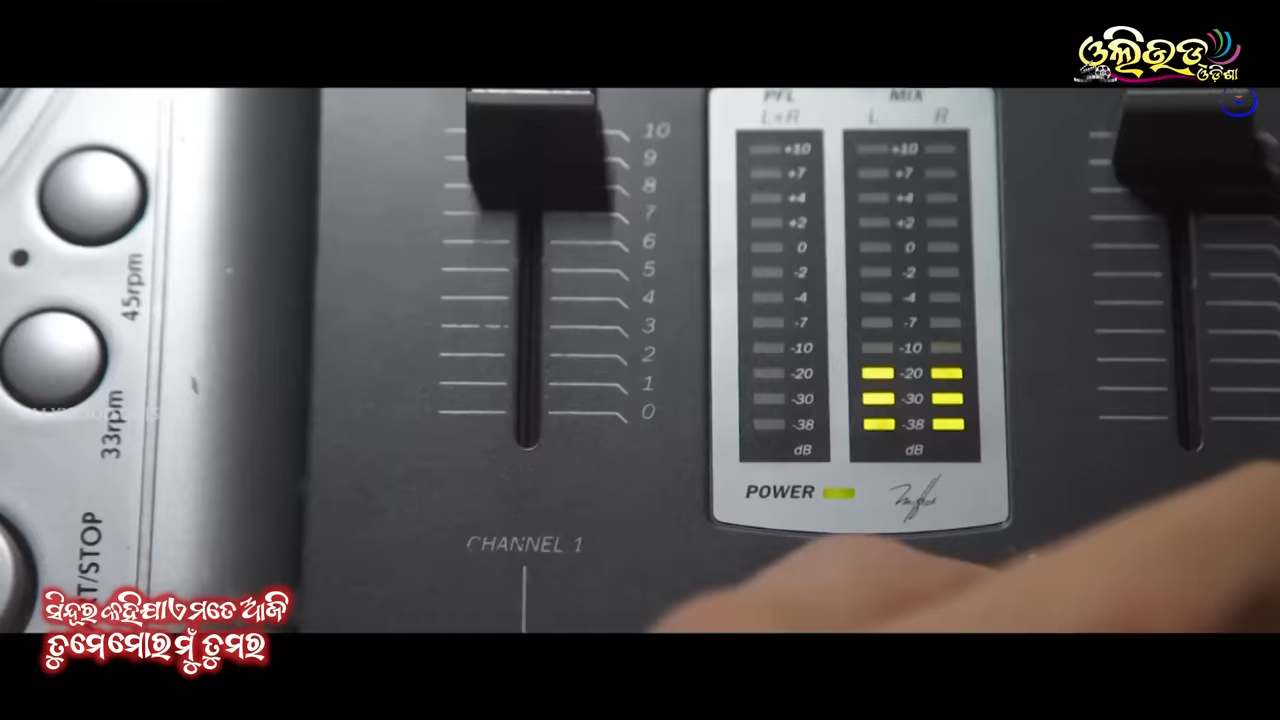 ଓଲିଉଡ
ଓଡ଼ିଶା
PFL MIX
L+R L R
10
9
8
7
6
5
4
3
2
1
0
+10 +10
+7 +7
+4 +4
+2 +2
0 0
-2 -2
-4 -4
-7 -7
-10 -10
-20 -20
-30 -30
-38 -38
dB dB
POWER
CHANNEL 1
45rpm
33rpm
RT/STOP
ସିନ୍ଦୂର କହିଯାଏ ମତେ ଆଜି
ତୁମେ ମୋର ମୁଁ ତୁମର